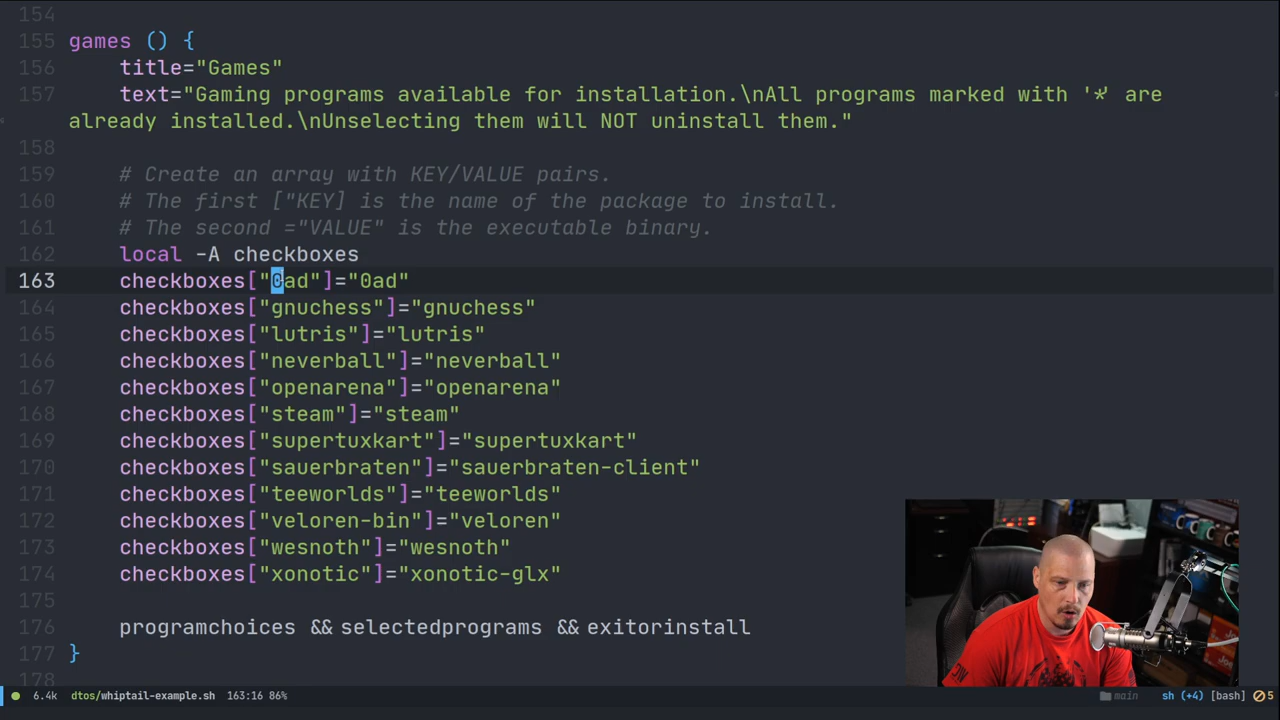 154
155 games () {
156 title="Games"
157 text="Gaming programs available for installation.\nAll programs marked with '*' are
already installed.\nUnselecting them will NOT uninstall them."
158
159 # Create an array with KEY/VALUE pairs.
160 # The first ["KEY] is the name of the package to install.
161 # The second ="VALUE" is the executable binary.
162 local -A checkboxes
163 checkboxes["0ad"]="0ad"
164 checkboxes["gnuchess"]="gnuchess"
165 checkboxes["lutris"]="lutris"
166 checkboxes["neverball"]="neverball"
167 checkboxes["openarena"]="openarena"
168 checkboxes["steam"]="steam"
169 checkboxes["supertuxkart"]="supertuxkart"
170 checkboxes["sauerbraten"]="sauerbraten-client"
171 checkboxes["teeworlds"]="teeworlds"
172 checkboxes["veloren-bin"]="veloren"
173 checkboxes["wesnoth"]="wesnoth"
174 checkboxes["xonotic"]="xonotic-glx"
175
176 programchoices && selectedprograms && exitorinstall
177 }
178
6.4k dtos/whiptail-example.sh 163:16 86% main sh (+4) [bash] 5